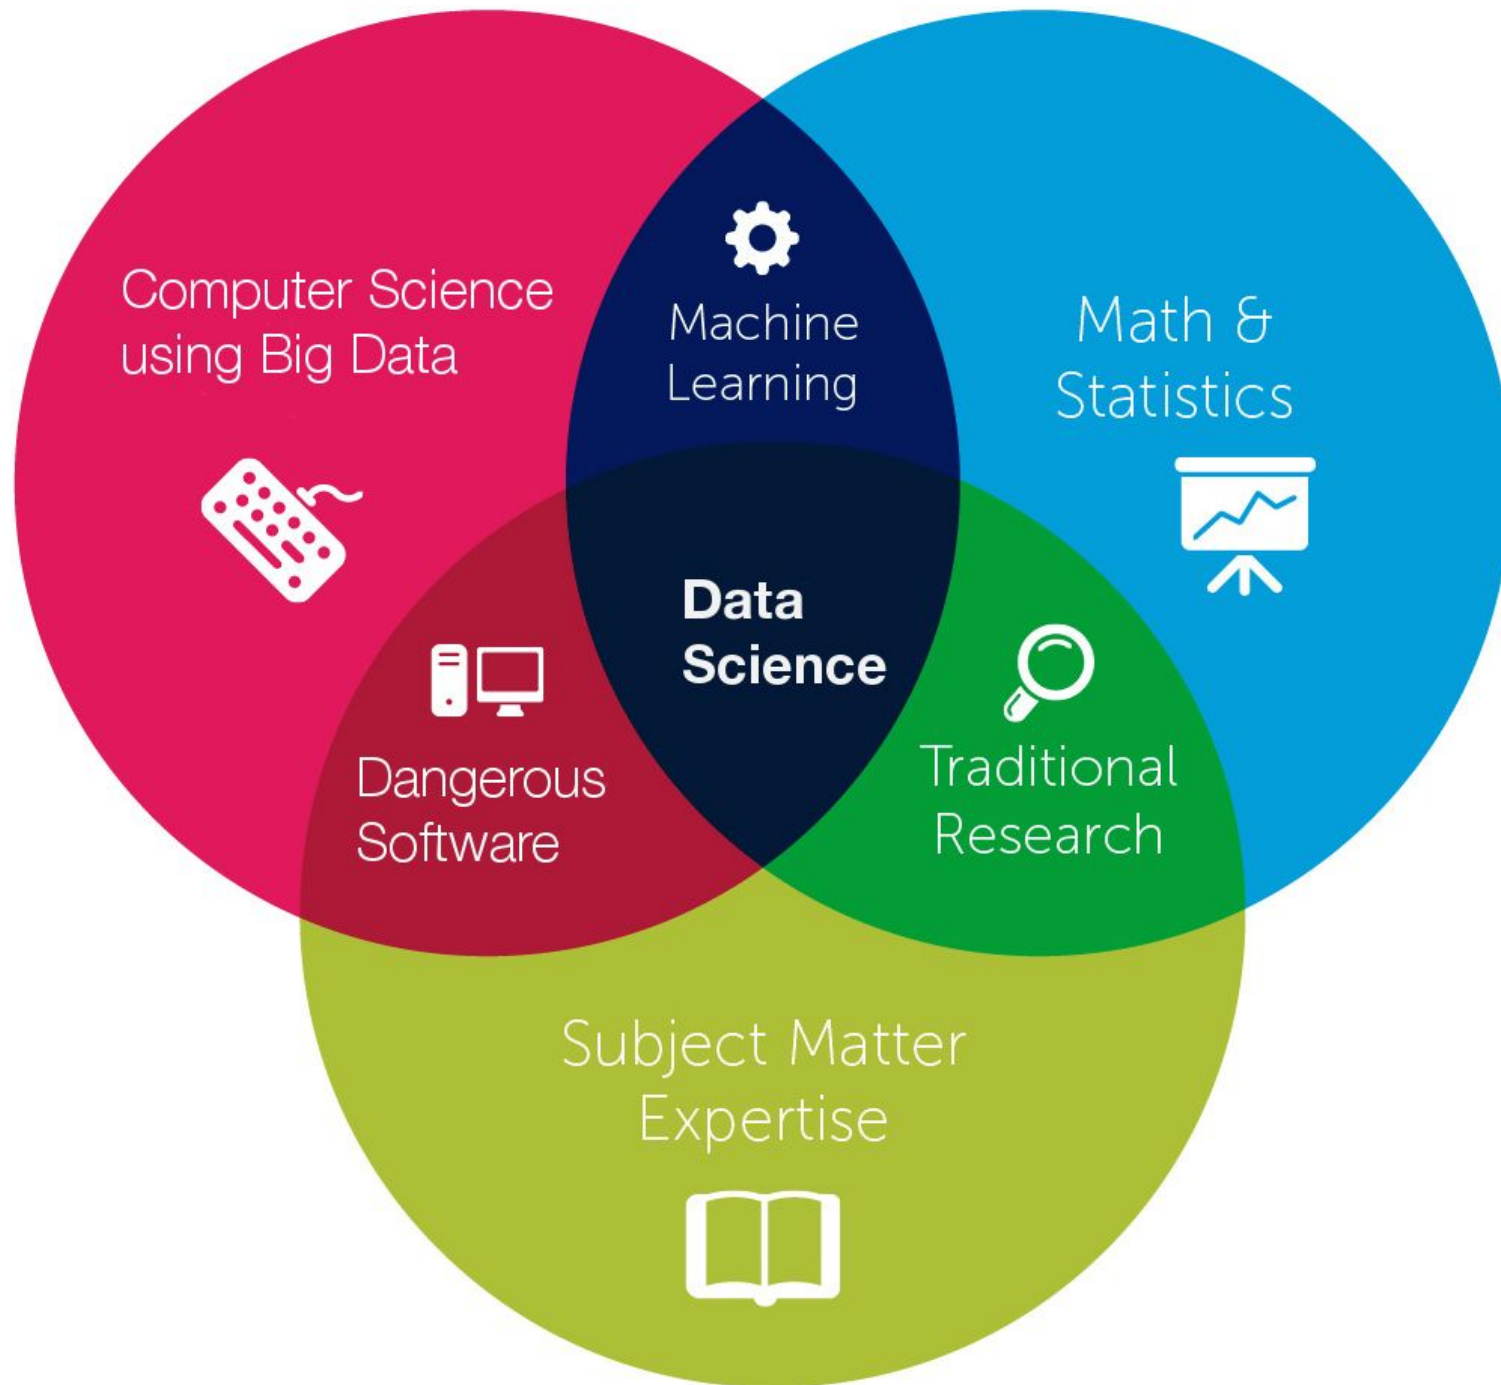 Computer Science
using Big Data
Machine
Learning
Math &
Statistics
Data
Science
Dangerous
Software
Traditional
Research
Subject Matter
Expertise